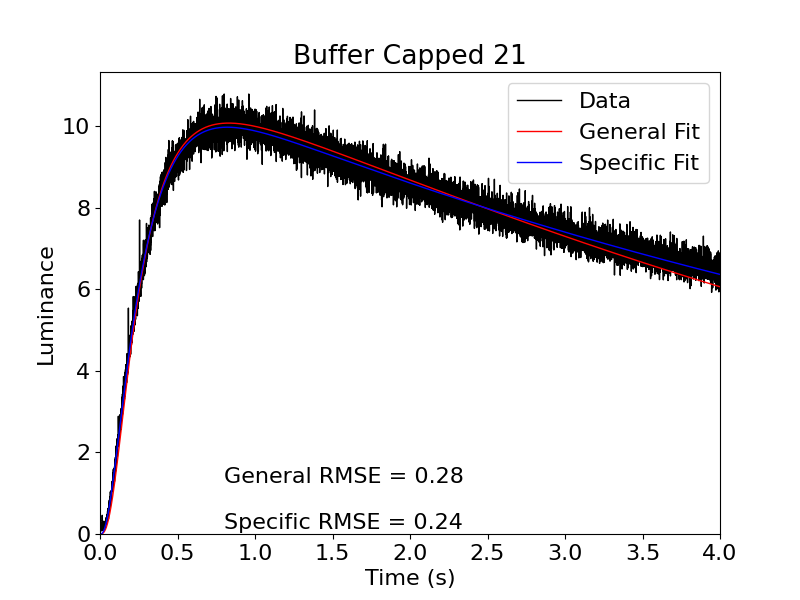 Buffer Capped 21
Luminance
10
8
6
4
2
0
Data
General Fit
Specific Fit
General RMSE = 0.28
Specific RMSE = 0.24
0.0 0.5 1.0 1.5 2.0 2.5 3.0 3.5 4.0
Time (s)